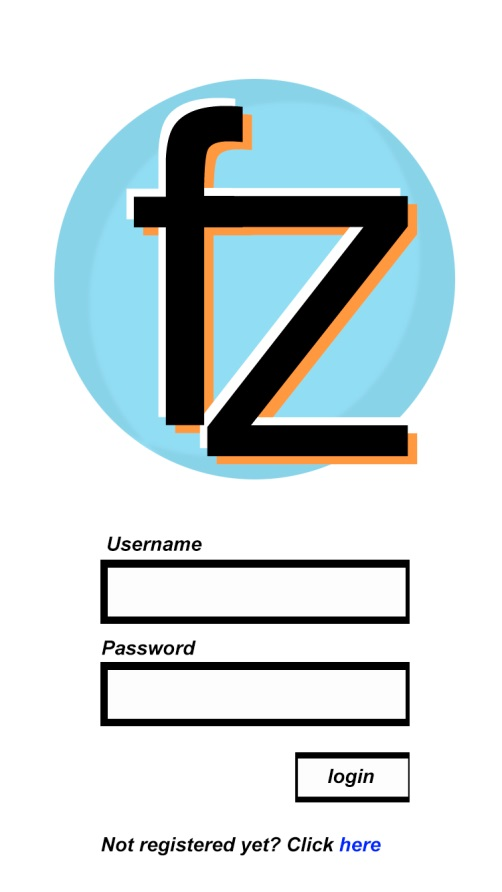 fz
Username
Password
login
Not registered yet? Click here